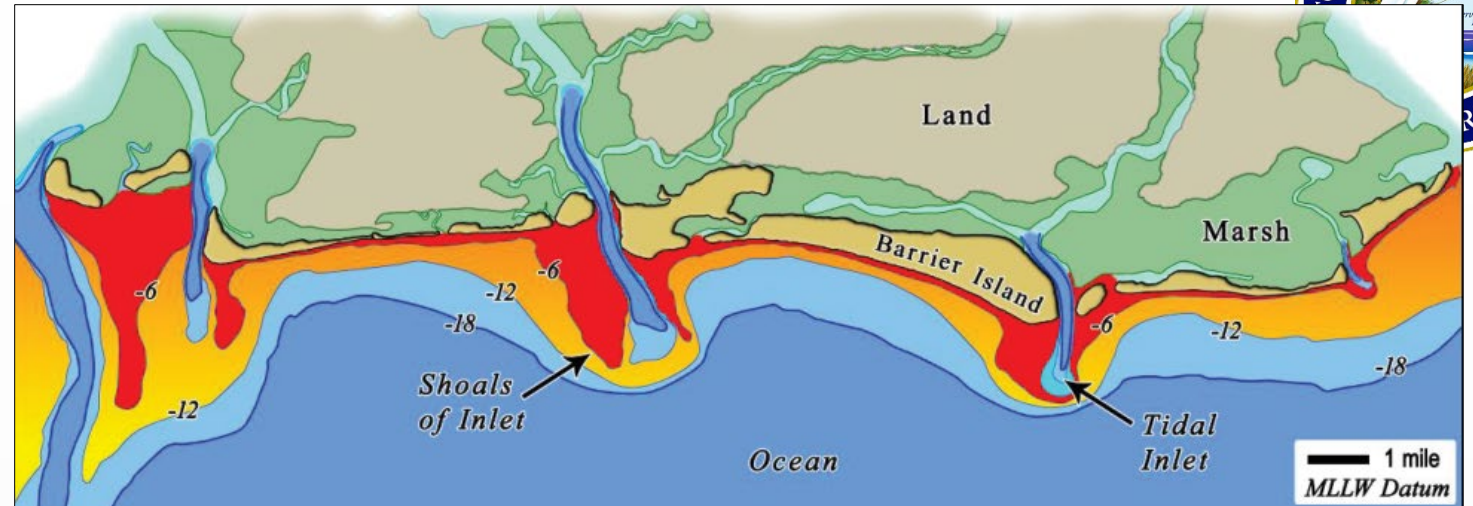 Land
Marsh
Barrier Island
-6
-6
-6
-12
-12
-18
-12
-18
Shoals
of Inlet
Tidal
Inlet
Ocean
1 mile
MLLW Datum